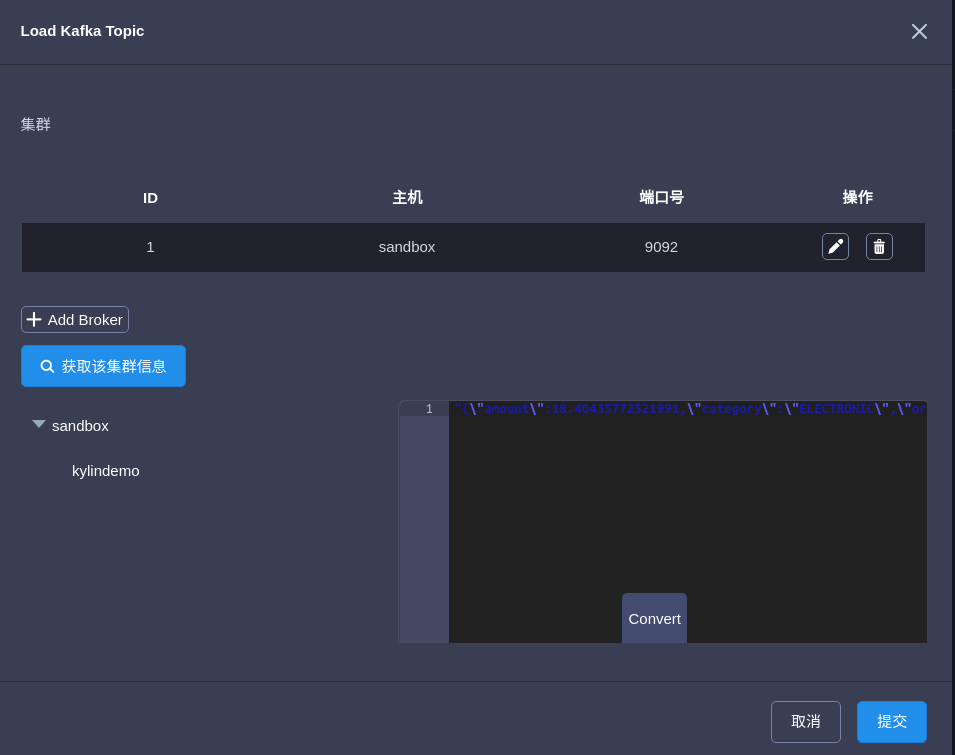 Load Kafka Topic
集群
ID 主机 端口号 操作
1 sandbox 9092
Add Broker
获取该集群信息
sandbox
kylindemo
1 "{\"amount\":18.40435772521991,\"category\":\"ELECTRONIC\",\"or
Convert
取消 提交